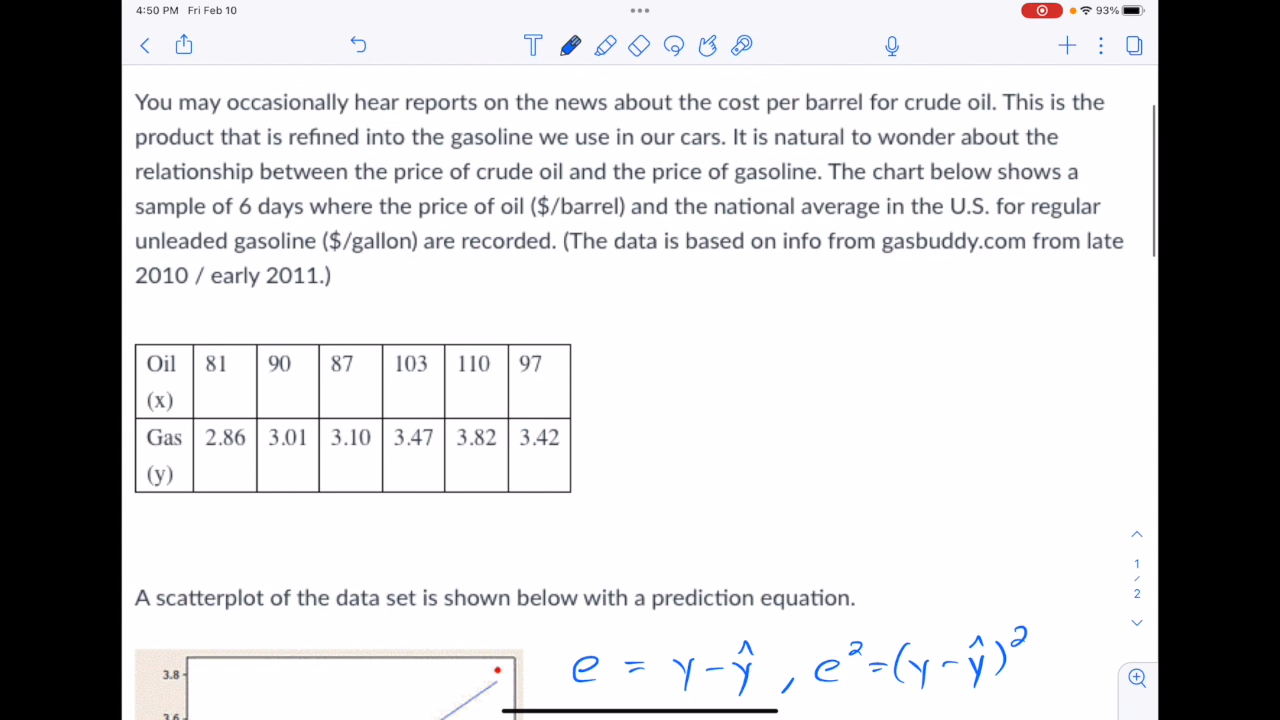 4:50 PM Fri Feb 10
93%
You may occasionally hear reports on the news about the cost per barrel for crude oil. This is the
product that is refined into the gasoline we use in our cars. It is natural to wonder about the
relationship between the price of crude oil and the price of gasoline. The chart below shows a
sample of 6 days where the price of oil ($/barrel) and the national average in the U.S. for regular
unleaded gasoline ($/gallon) are recorded. (The data is based on info from gasbuddy.com from late
2010 / early 2011.)
Oil (x) 81 90 87 103 110 97
Gas (y) 2.86 3.01 3.10 3.47 3.82 3.42
1 / 2
A scatterplot of the data set is shown below with a prediction equation.
e = y - ŷ , e² = (y - ŷ)²
3.8
3.6